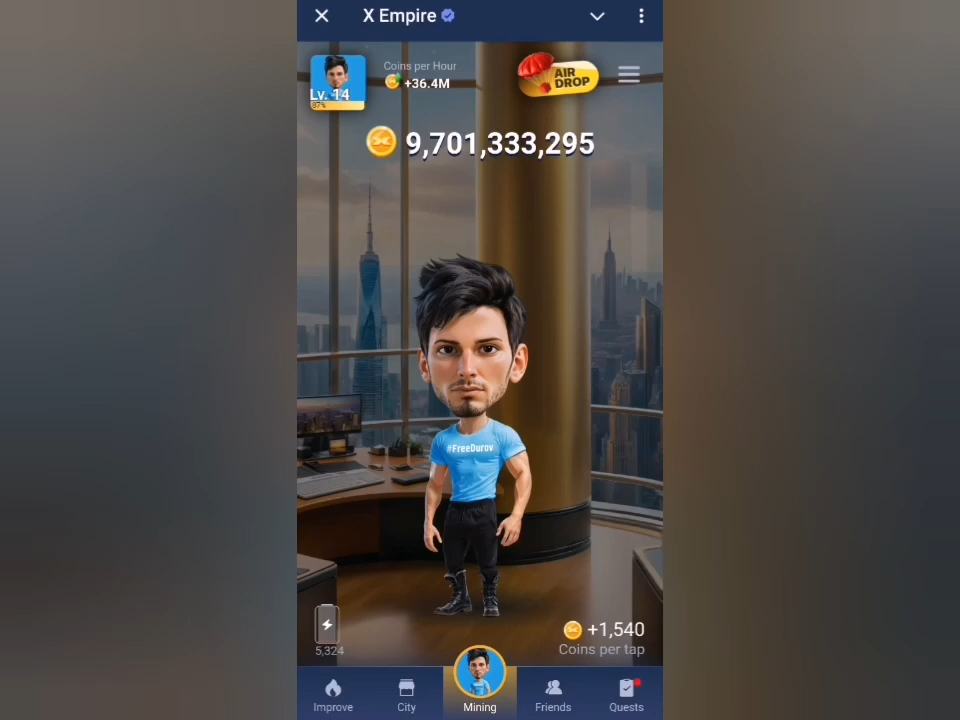 X Empire
Coins per Hour
+36.4M
Lv. 14
87%
AIR
DROP
9,701,333,295
#FreeDurov
5,324
+1,540
Coins per tap
Improve
City
Mining
Friends
Quests